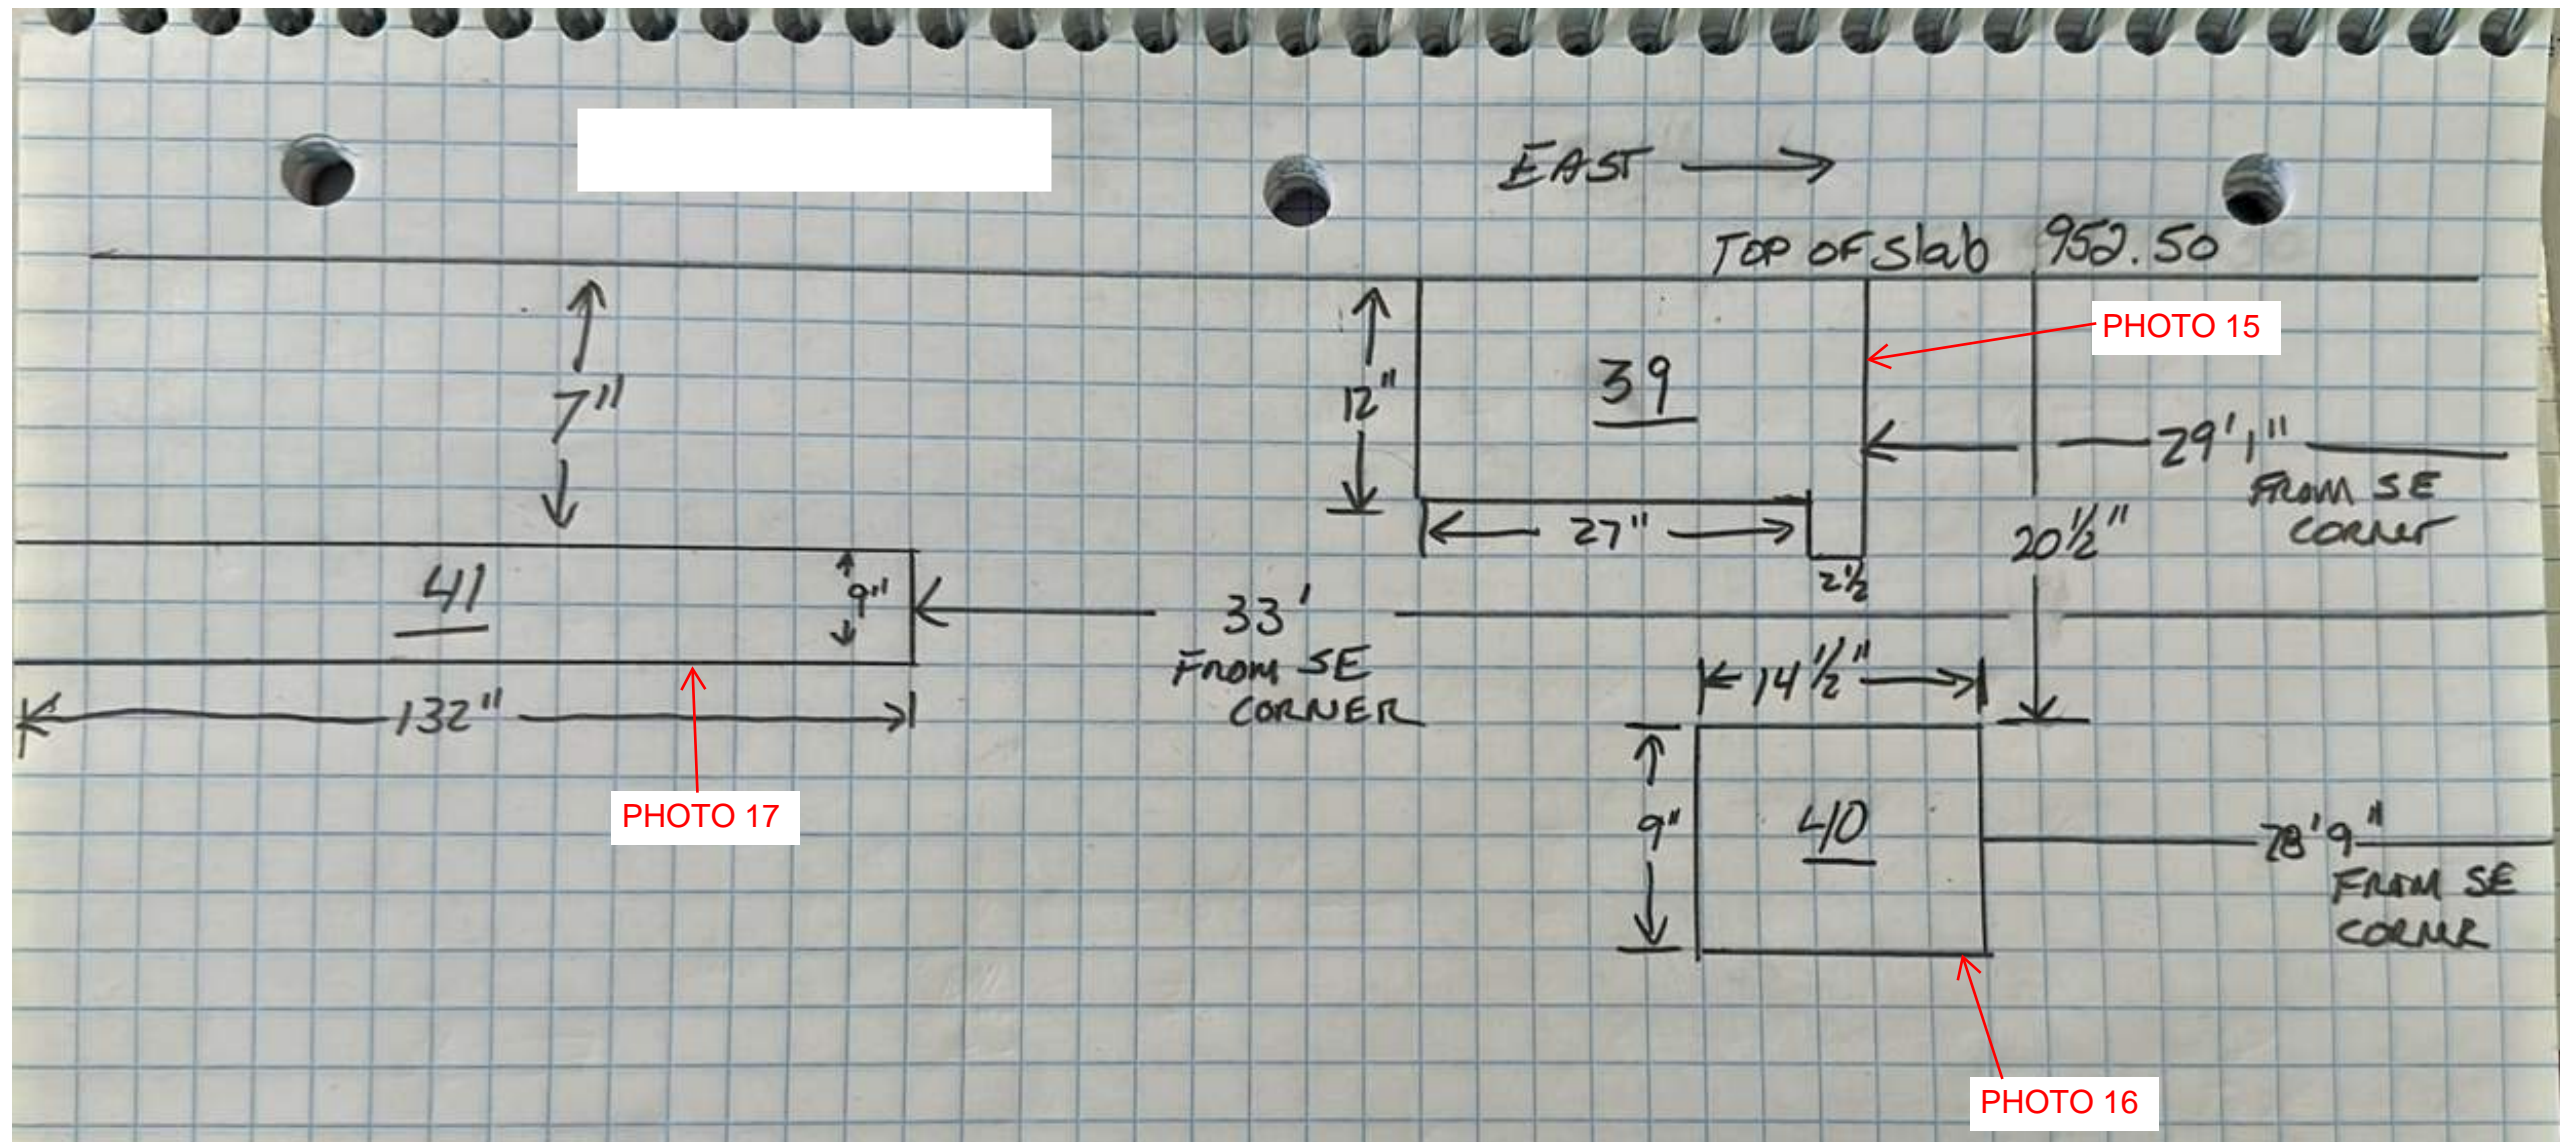 EAST
TOP OF Slab 952.50
PHOTO 15
39
12"
7"
29'1"
FROM SE
CORNER
27"
20½"
2½
41
9"
33'
FROM SE
CORNER
14½"
132"
PHOTO 17
9"
40
28'9"
FROM SE
CORNER
PHOTO 16